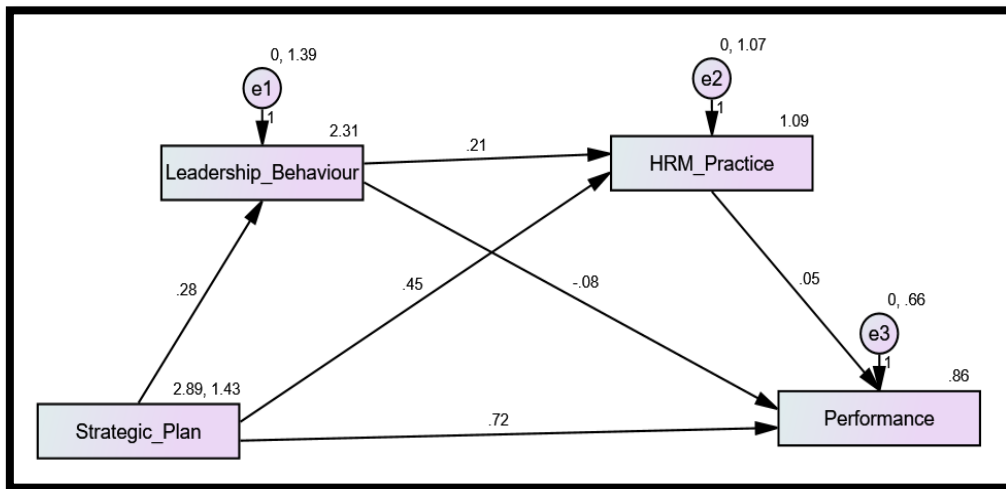 0, 1.39
e1
1
2.31
Leadership_Behaviour
0, 1.07
e2
1
1.09
HRM_Practice
.21
.28
.45
-.08
.05
0, .66
e3
1
.86
Performance
2.89, 1.43
Strategic_Plan
.72